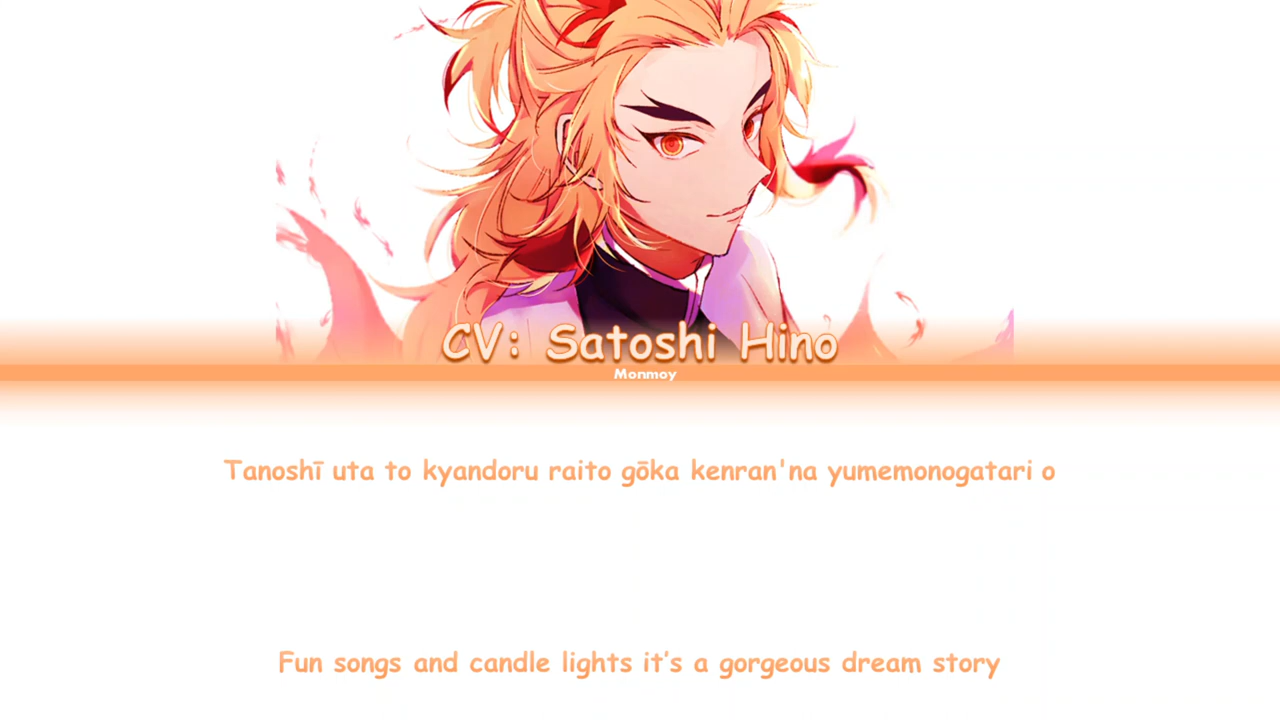 CV: Satoshi Hino
Monmoy
Tanoshī uta to kyandoru raito gōka kenran'na yumemonogatari o
Fun songs and candle lights it’s a gorgeous dream story